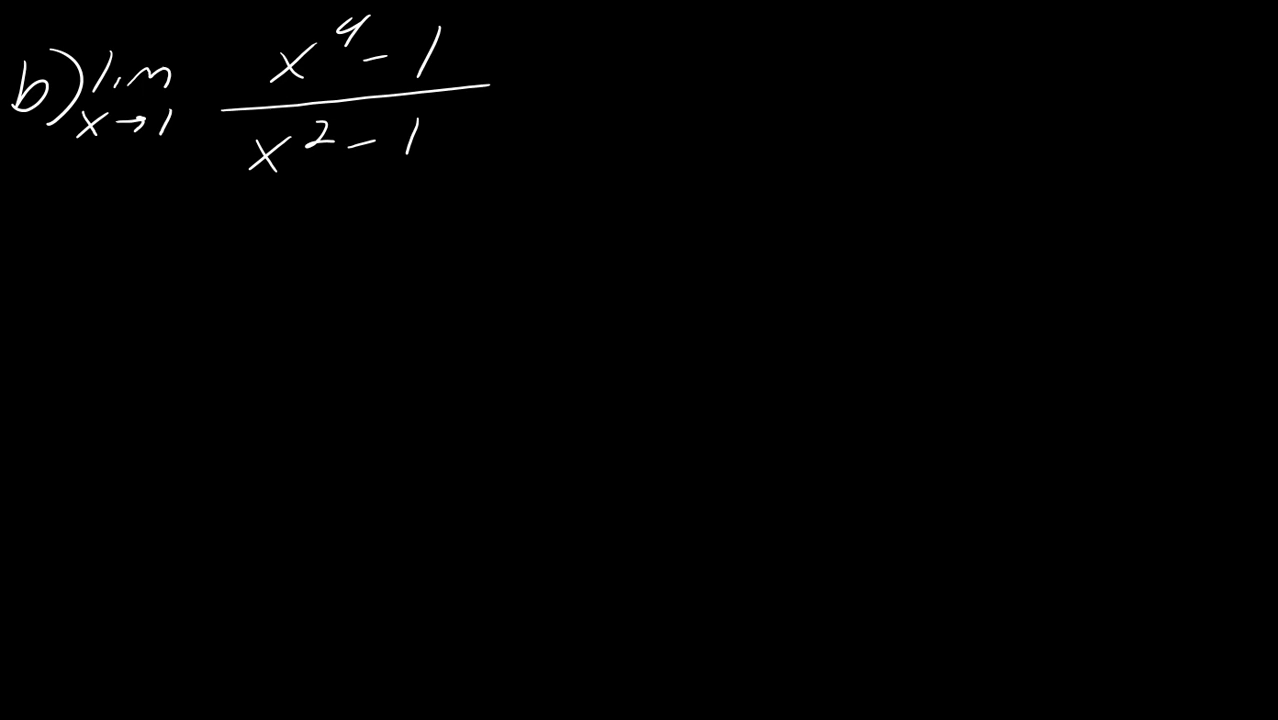 b) lim x→1 (x^4 - 1)/(x^2 - 1)